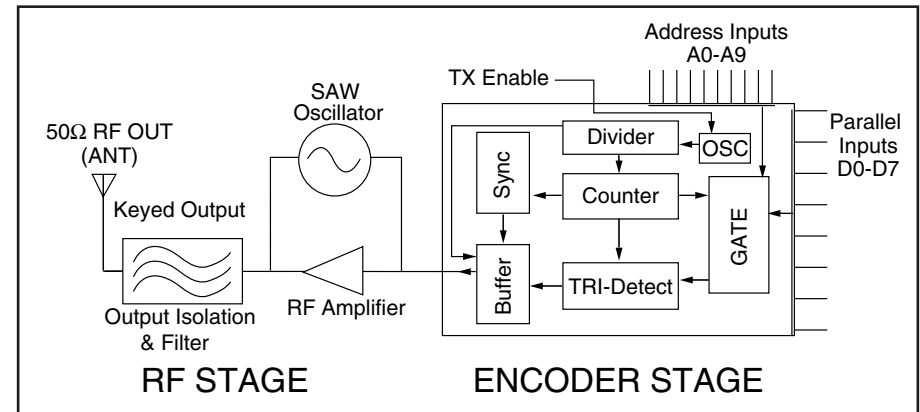 Address Inputs
A0-A9
TX Enable
SAW
Oscillator
50Ω RF OUT
(ANT)
Parallel
Inputs
D0-D7
Divider
OSC
Sync
Counter
Keyed Output
GATE
Buffer
TRI-Detect
RF Amplifier
Output Isolation
& Filter
RF STAGE
ENCODER STAGE